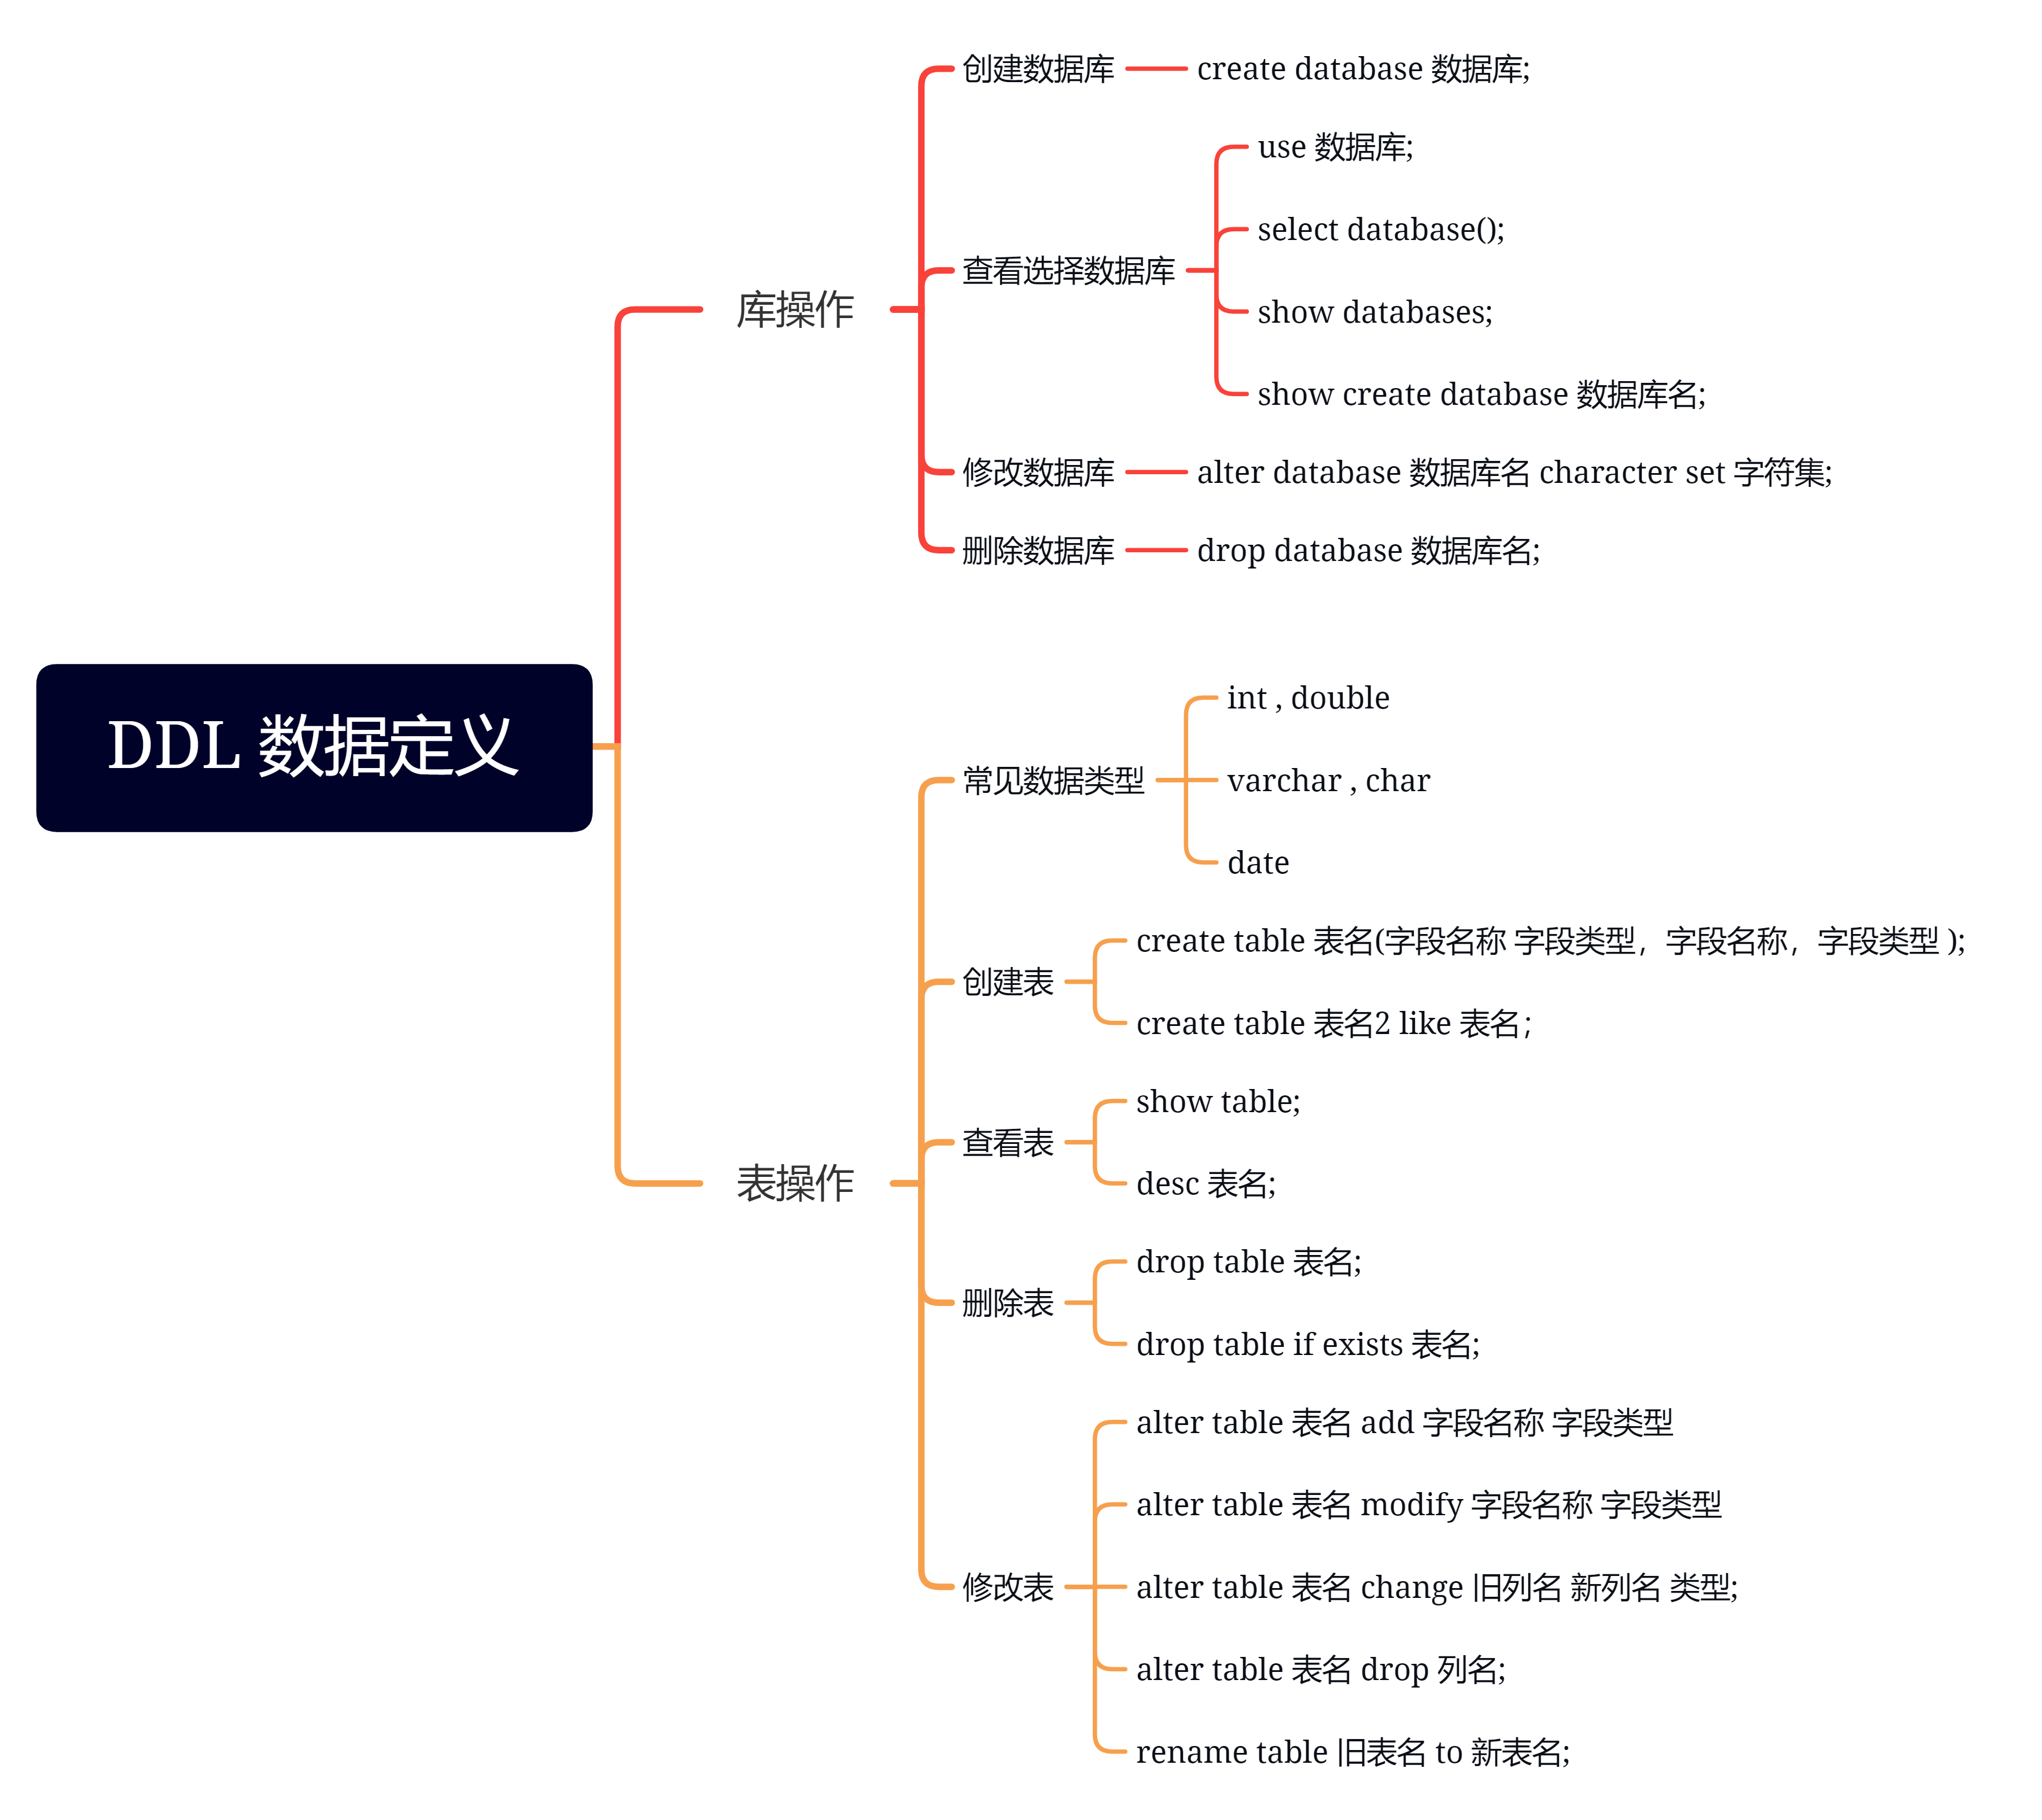 DDL 数据定义
库操作
创建数据库
create database 数据库;
查看选择数据库
use 数据库;
select database();
show databases;
show create database 数据库名;
修改数据库
alter database 数据库名 character set 字符集;
删除数据库
drop database 数据库名;
表操作
常见数据类型
int , double
varchar , char
date
创建表
create table 表名(字段名称 字段类型，字段名称，字段类型 );
create table 表名2 like 表名；
查看表
show table;
desc 表名;
删除表
drop table 表名;
drop table if exists 表名;
修改表
alter table 表名 add 字段名称 字段类型
alter table 表名 modify 字段名称 字段类型
alter table 表名 change 旧列名 新列名 类型;
alter table 表名 drop 列名;
rename table 旧表名 to 新表名;